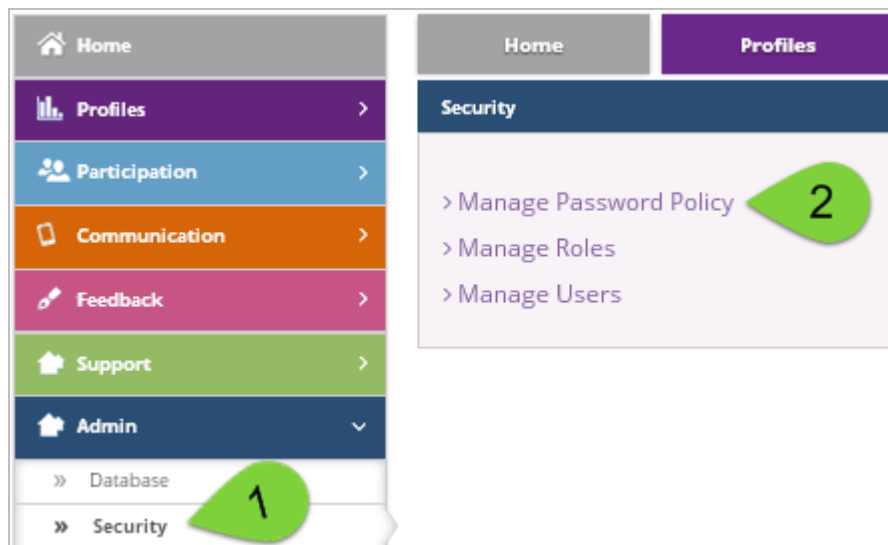 Home
Profiles
Participation
Communication
Feedback
Support
Admin
» Database
» Security
1
Home
Profiles
Security
> Manage Password Policy
2
> Manage Roles
> Manage Users